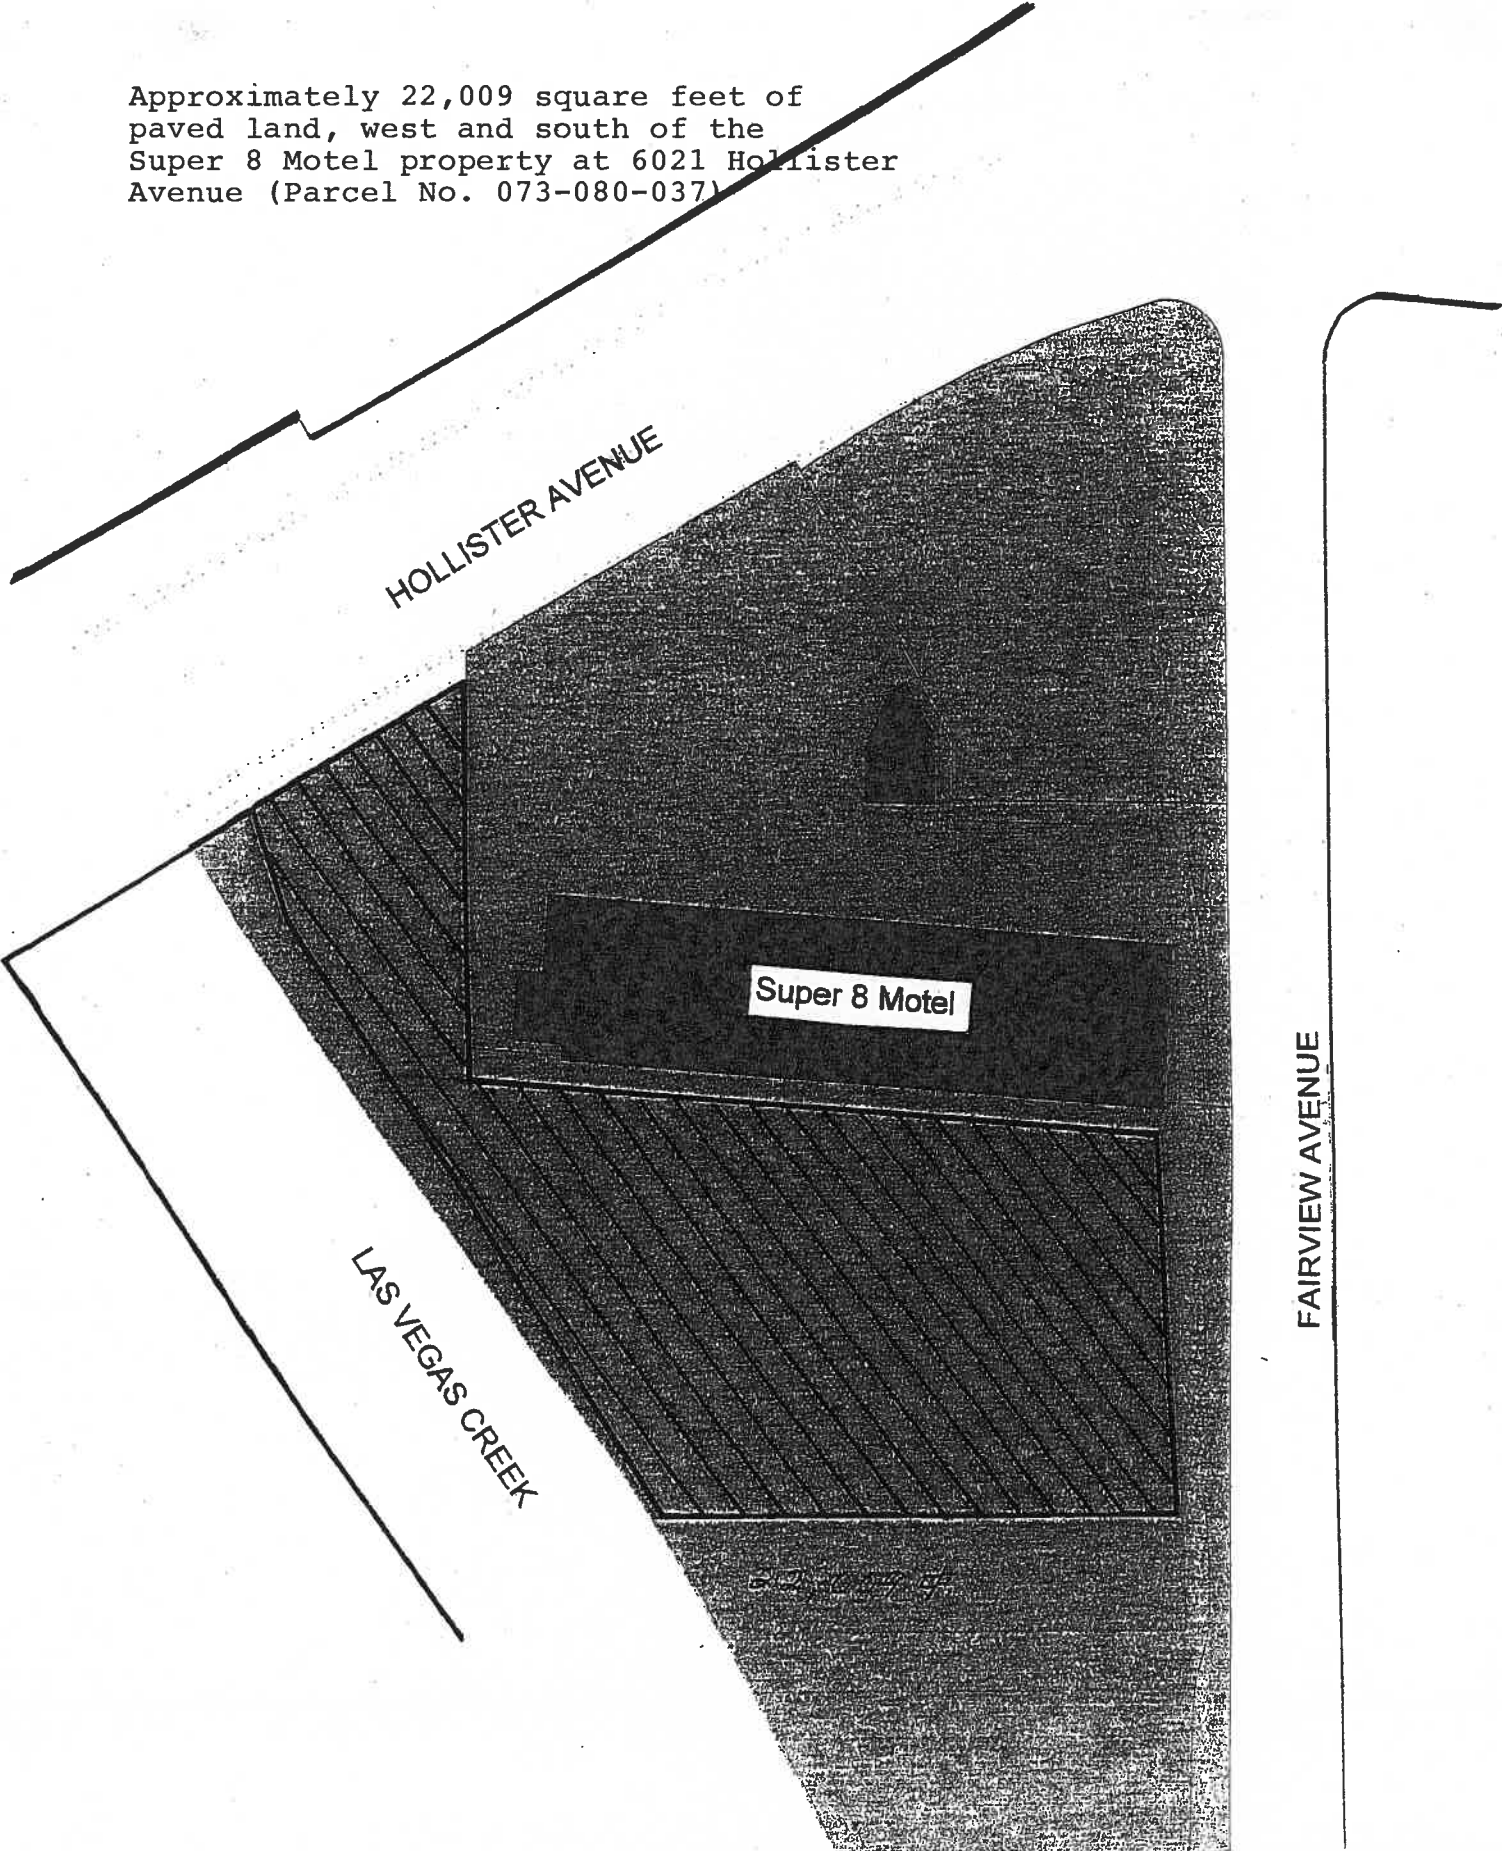 Approximately 22,009 square feet of
paved land, west and south of the
Super 8 Motel property at 6021 Hollister
Avenue (Parcel No. 073-080-037)
HOLLISTER AVENUE
Super 8 Motel
FAIRVIEW AVENUE
LAS VEGAS CREEK